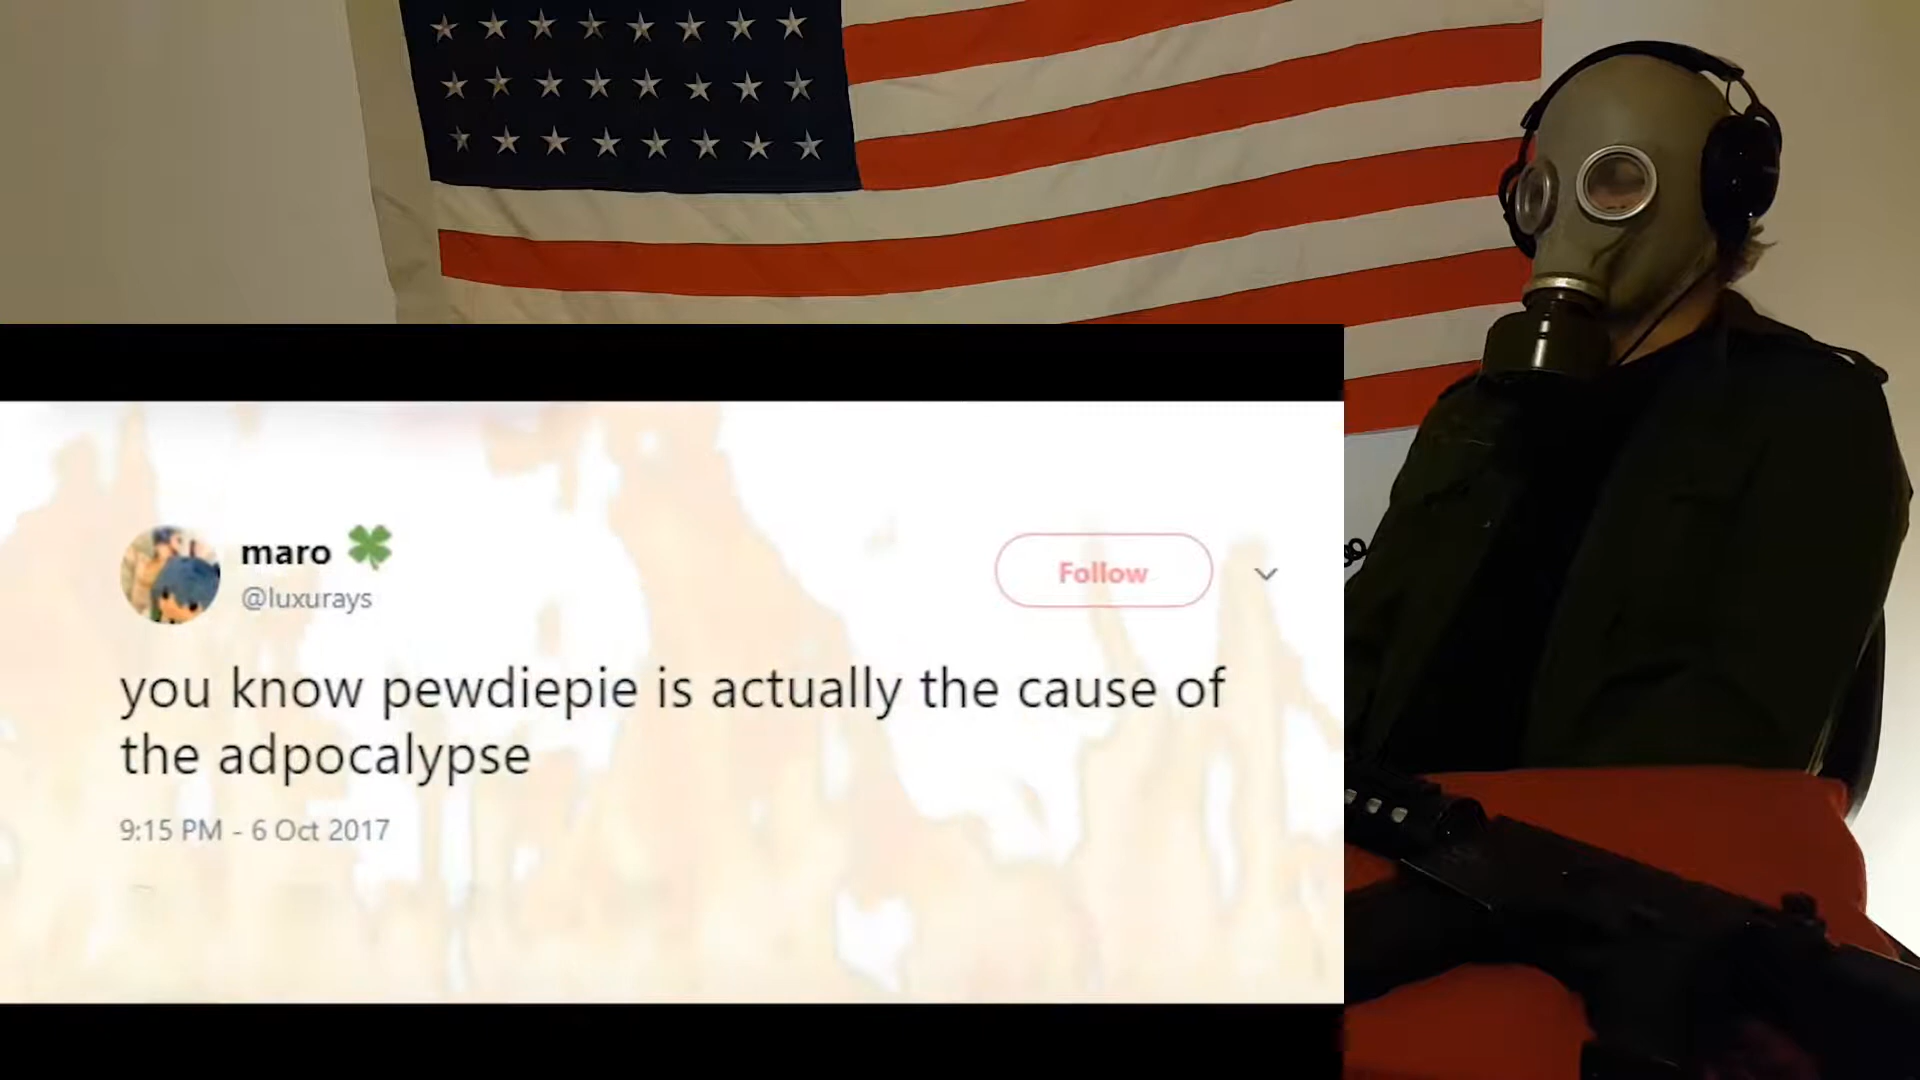 maro 🍀
@luxurays
Follow
you know pewdiepie is actually the cause of
the adpocalypse
9:15 PM - 6 Oct 2017